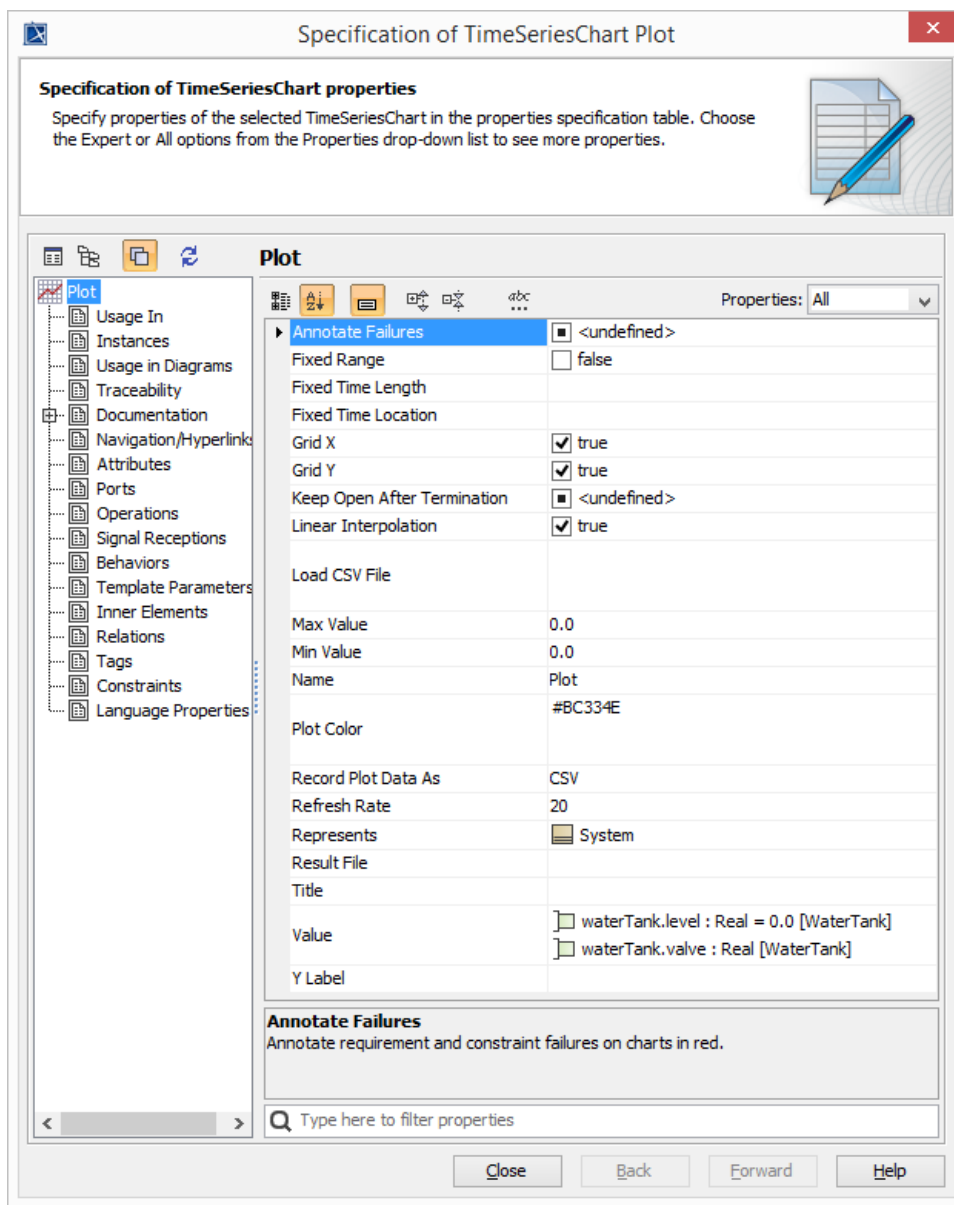 Specification of TimeSeriesChart Plot
Specification of TimeSeriesChart properties
Specify properties of the selected TimeSeriesChart in the properties specification table. Choose
the Expert or All options from the Properties drop-down list to see more properties.
Plot
Plot
Usage In
Instances
Usage in Diagrams
Traceability
Documentation
Navigation/Hyperlinks
Attributes
Ports
Operations
Signal Receptions
Behaviors
Template Parameters
Inner Elements
Relations
Tags
Constraints
Language Properties
abc
Properties: All
Annotate Failures <undefined>
Fixed Range false
Fixed Time Length
Fixed Time Location
Grid X true
Grid Y true
Keep Open After Termination <undefined>
Linear Interpolation true
Load CSV File
Max Value 0.0
Min Value 0.0
Name Plot
Plot Color #BC334E
Record Plot Data As CSV
Refresh Rate 20
Represents System
Result File
Title
Value waterTank.level : Real = 0.0 [WaterTank]
waterTank.valve : Real [WaterTank]
Y Label
Annotate Failures
Annotate requirement and constraint failures on charts in red.
Type here to filter properties
Close Back Forward Help